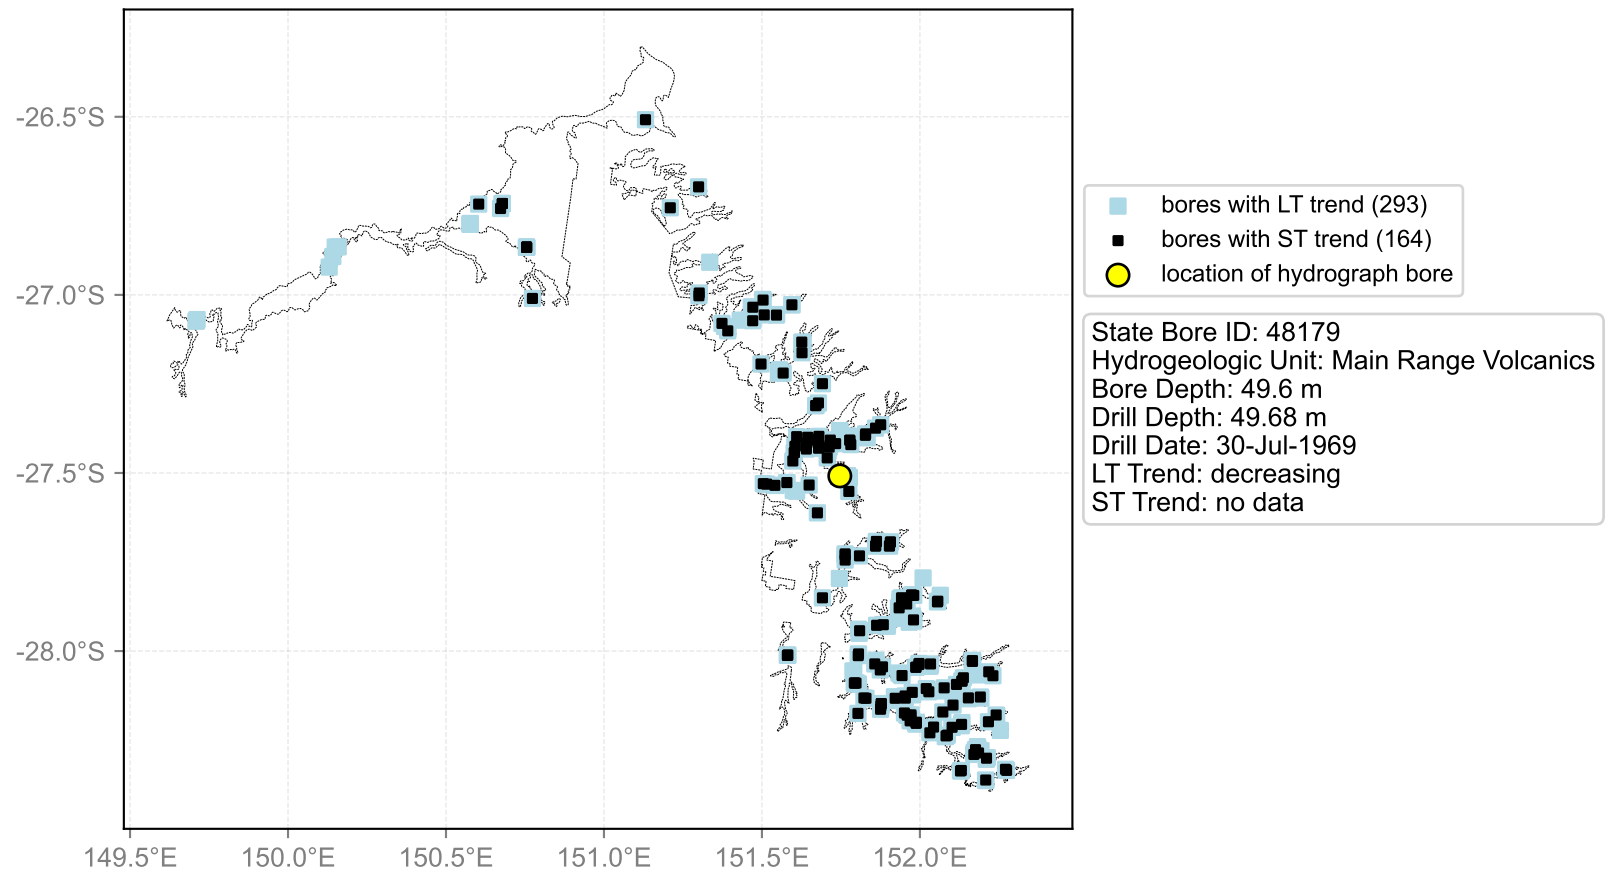 -26.5°S
-27.0°S
-27.5°S
-28.0°S
149.5°E
150.0°E
150.5°E
151.0°E
151.5°E
152.0°E
bores with LT trend (293)
bores with ST trend (164)
location of hydrograph bore
State Bore ID: 48179
Hydrogeologic Unit: Main Range Volcanics
Bore Depth: 49.6 m
Drill Depth: 49.68 m
Drill Date: 30-Jul-1969
LT Trend: decreasing
ST Trend: no data